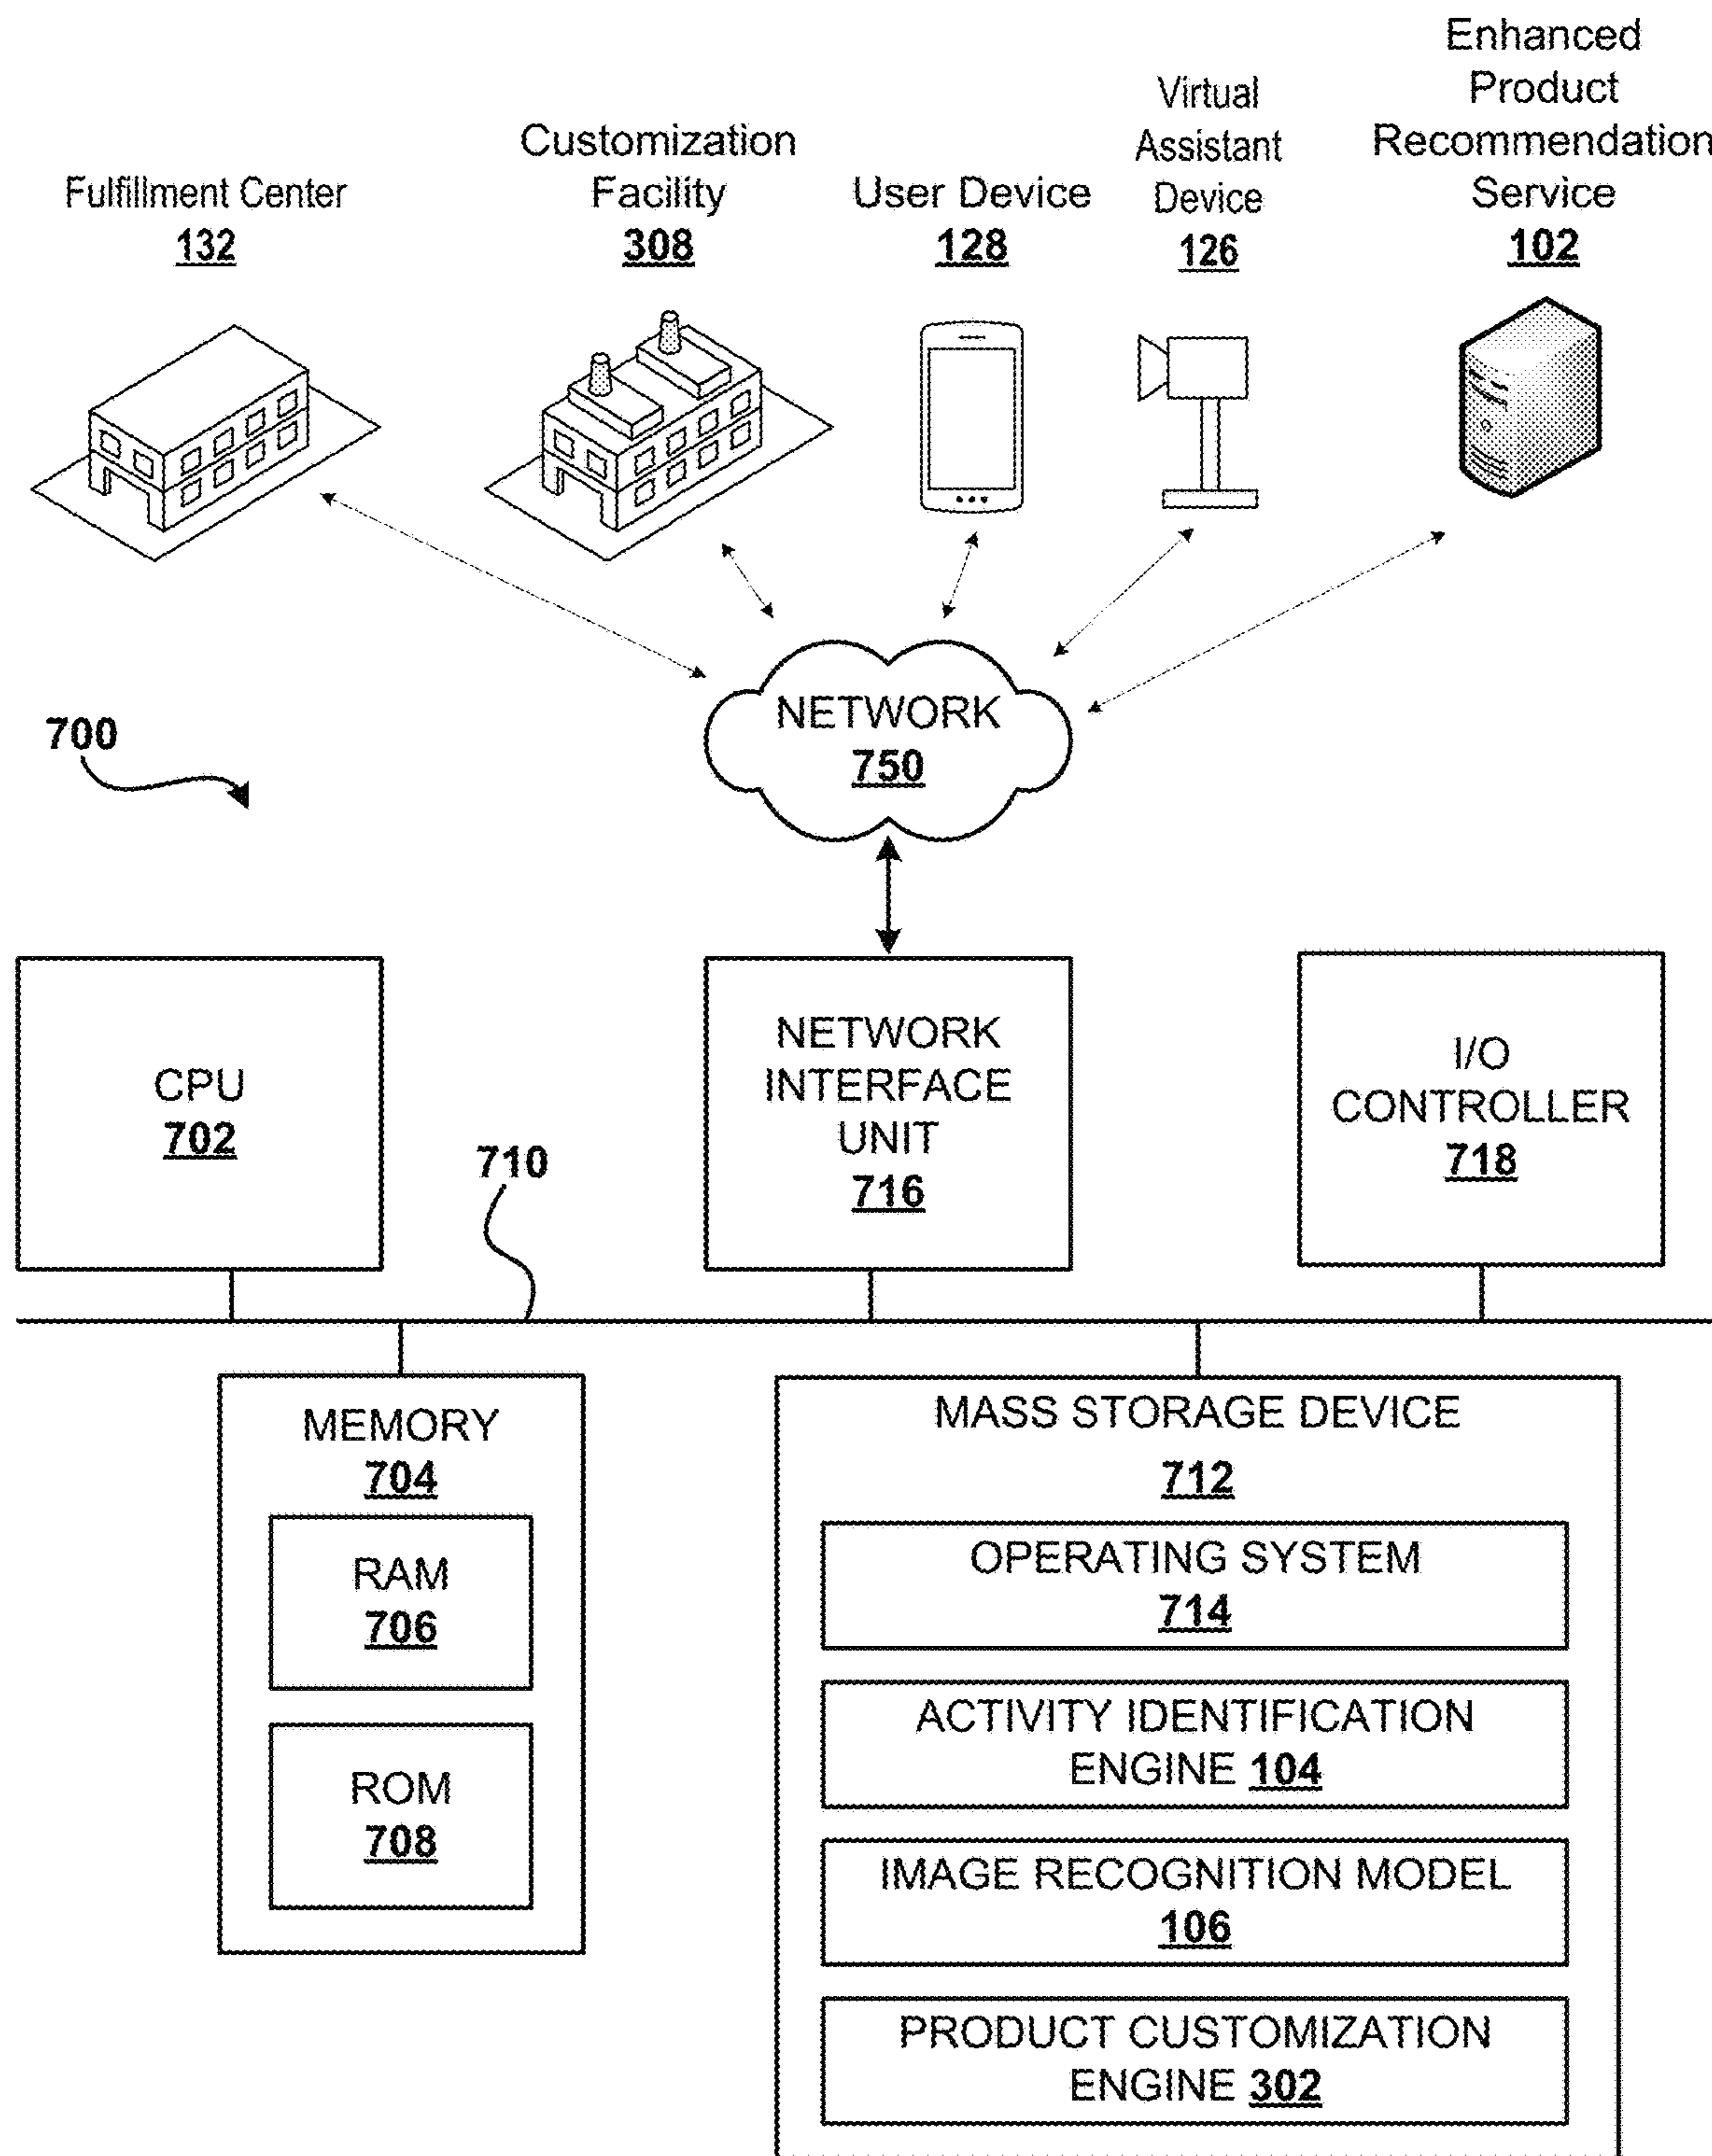 Fulfillment Center
132
Customization
Facility
308
User Device
128
Virtual
Assistant
Device
126
Enhanced
Product
Recommendation
Service
102
NETWORK
750
700
CPU
702
NETWORK
INTERFACE
UNIT
716
I/O
CONTROLLER
718
710
MEMORY
704
RAM
706
ROM
708
MASS STORAGE DEVICE
712
OPERATING SYSTEM
714
ACTIVITY IDENTIFICATION
ENGINE 104
IMAGE RECOGNITION MODEL
106
PRODUCT CUSTOMIZATION
ENGINE 302